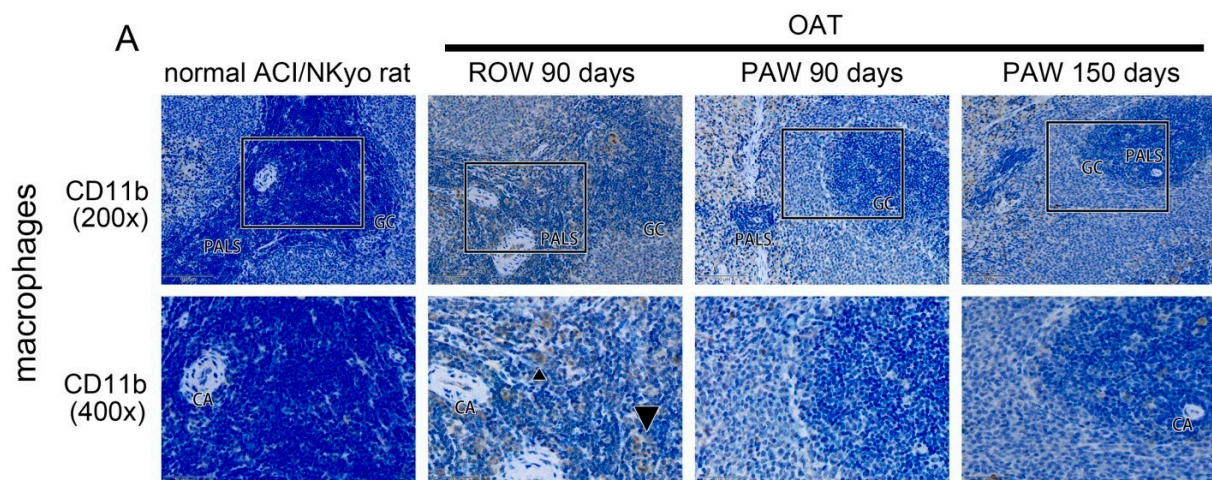 A
OAT
normal ACI/NKyo rat
ROW 90 days
PAW 90 days
PAW 150 days
macrophages
CD11b
(200x)
PALS
GC
PALS
GC
PALS
GC
GC
PALS
CD11b
(400x)
CA
CA
CA